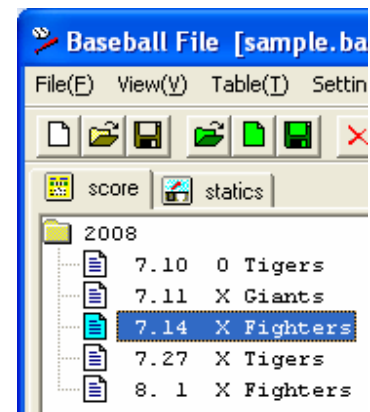 Baseball File [sample.ba
File(F) View(V) Table(T) Settin
score statics
2008
7.10 O Tigers
7.11 X Giants
7.14 X Fighters
7.27 X Tigers
8. 1 X Fighters